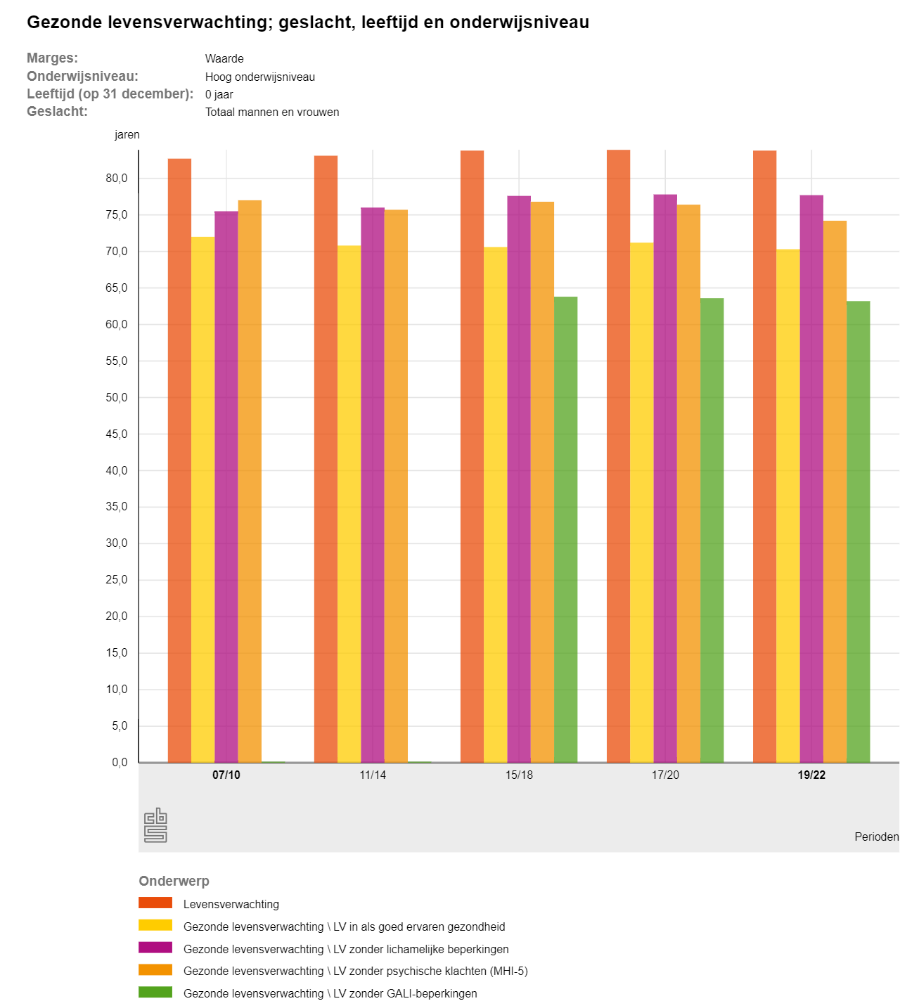 Gezonde levensverwachting; geslacht, leeftijd en onderwijsniveau
Marges: Waarde
Onderwijsniveau: Hoog onderwijsniveau
Leeftijd (op 31 december): 0 jaar
Geslacht: Totaal mannen en vrouwen
jaren
80,0
75,0
70,0
65,0
60,0
55,0
50,0
45,0
40,0
35,0
30,0
25,0
20,0
15,0
10,0
5,0
0,0
07/10 11/14 15/18 17/20 19/22
cbs
Perioden
Onderwerp
Levensverwachting
Gezonde levensverwachting \ LV in als goed ervaren gezondheid
Gezonde levensverwachting \ LV zonder lichamelijke beperkingen
Gezonde levensverwachting \ LV zonder psychische klachten (MHI-5)
Gezonde levensverwachting \ LV zonder GALI-beperkingen